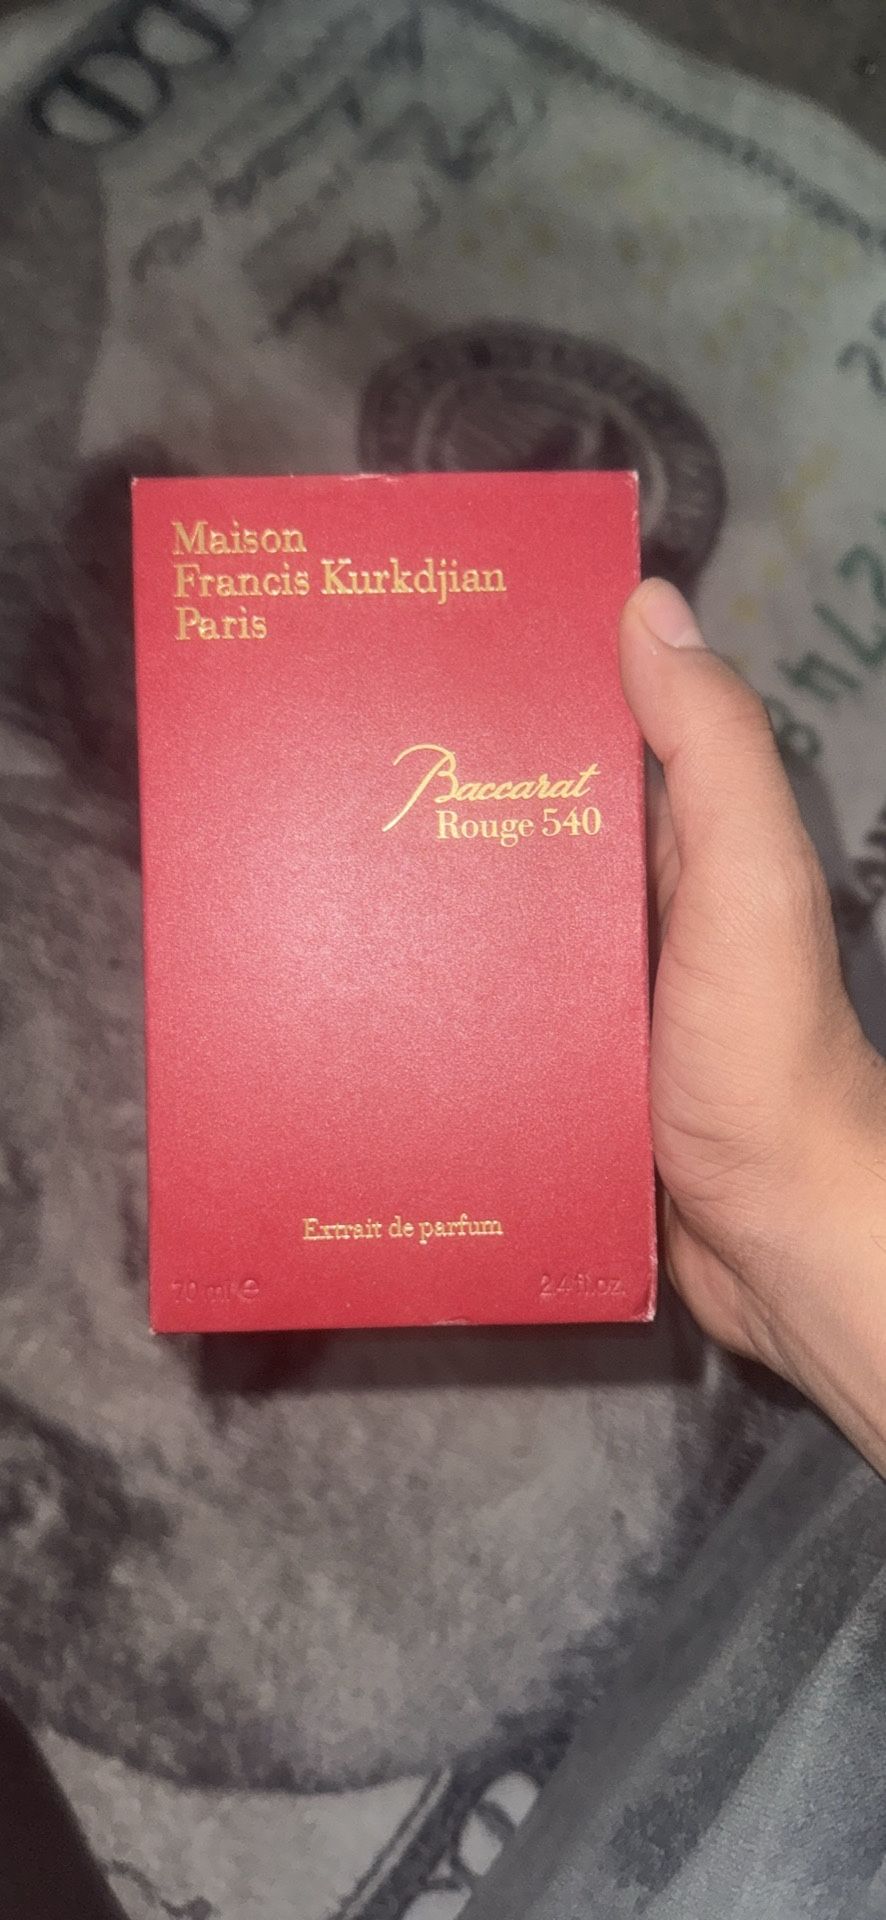 Maison
Francis Kurkdjian
Paris
Baccarat
Rouge 540
Extrait de parfum
70 ml ℮
2.4 fl.oz.